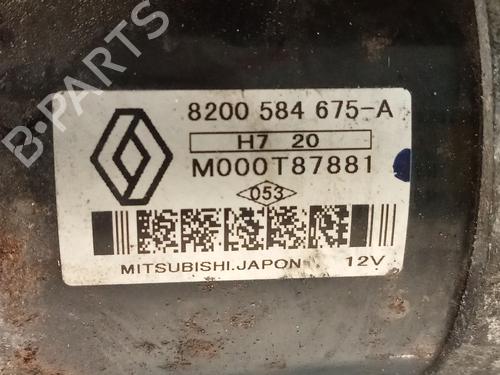 8200 584 675-A
H7 20
M000T87881
053
MITSUBISHI.JAPON 12V
B-PARTS